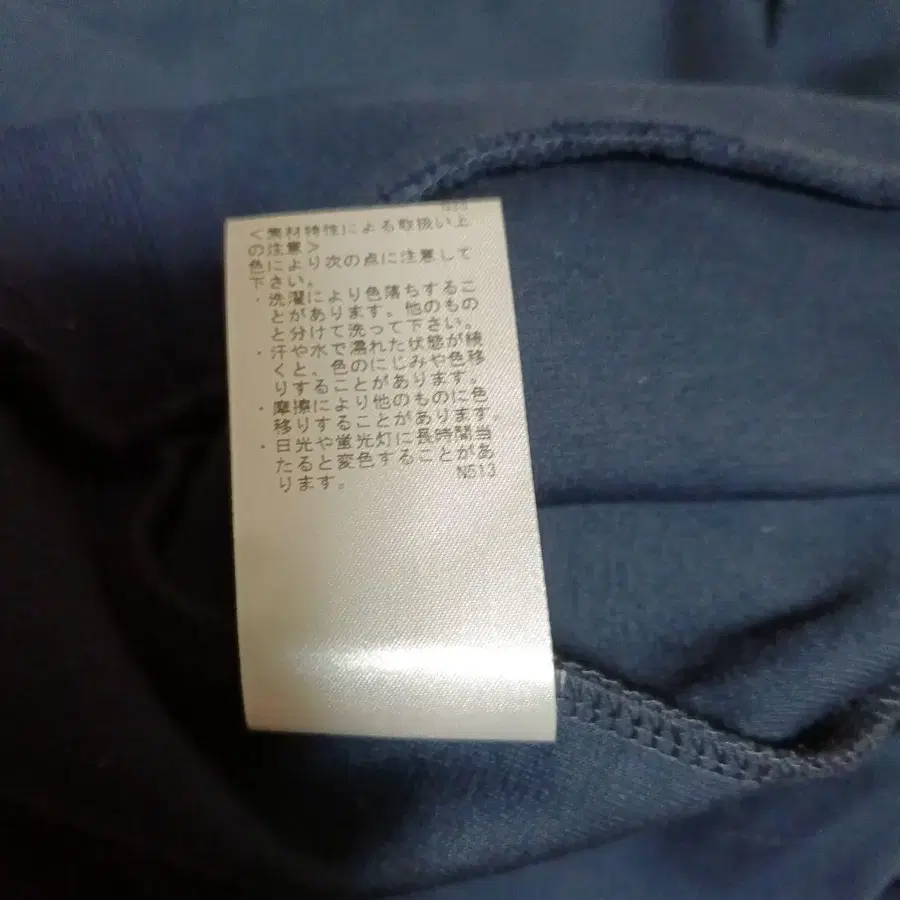 ＜素材特性による取扱い上
の注意＞
色により次の点に注意して
下さい。
・洗濯により色落ちするこ
とがあります。他のもの
と分けて洗って下さい。
・汗や水で濡れた状態が続
くと、色のにじみや色移
りすることがあります。
・摩擦により他のものに色
移りすることがあります。
・日光や蛍光灯に長時間当
たると変色することがあ
ります。 N513